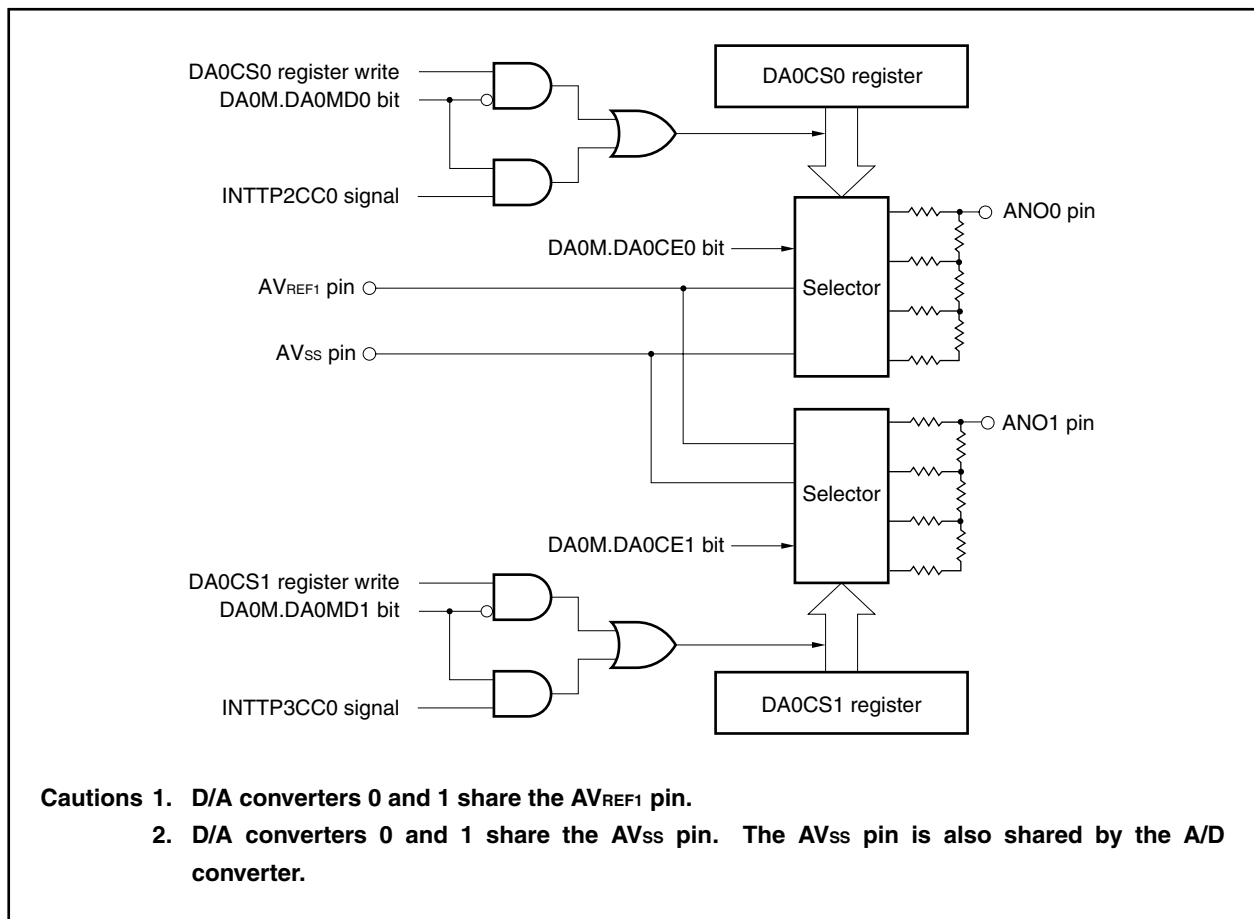 DA0CS0 register write
DA0M.DA0MD0 bit
INTTP2CC0 signal
DA0CS0 register
DA0M.DA0CE0 bit
AVREF1 pin
AVSS pin
Selector
ANO0 pin
Selector
ANO1 pin
DA0M.DA0CE1 bit
DA0CS1 register write
DA0M.DA0MD1 bit
INTTP3CC0 signal
DA0CS1 register
Cautions 1. D/A converters 0 and 1 share the AVREF1 pin.
2. D/A converters 0 and 1 share the AVSS pin. The AVSS pin is also shared by the A/D
converter.